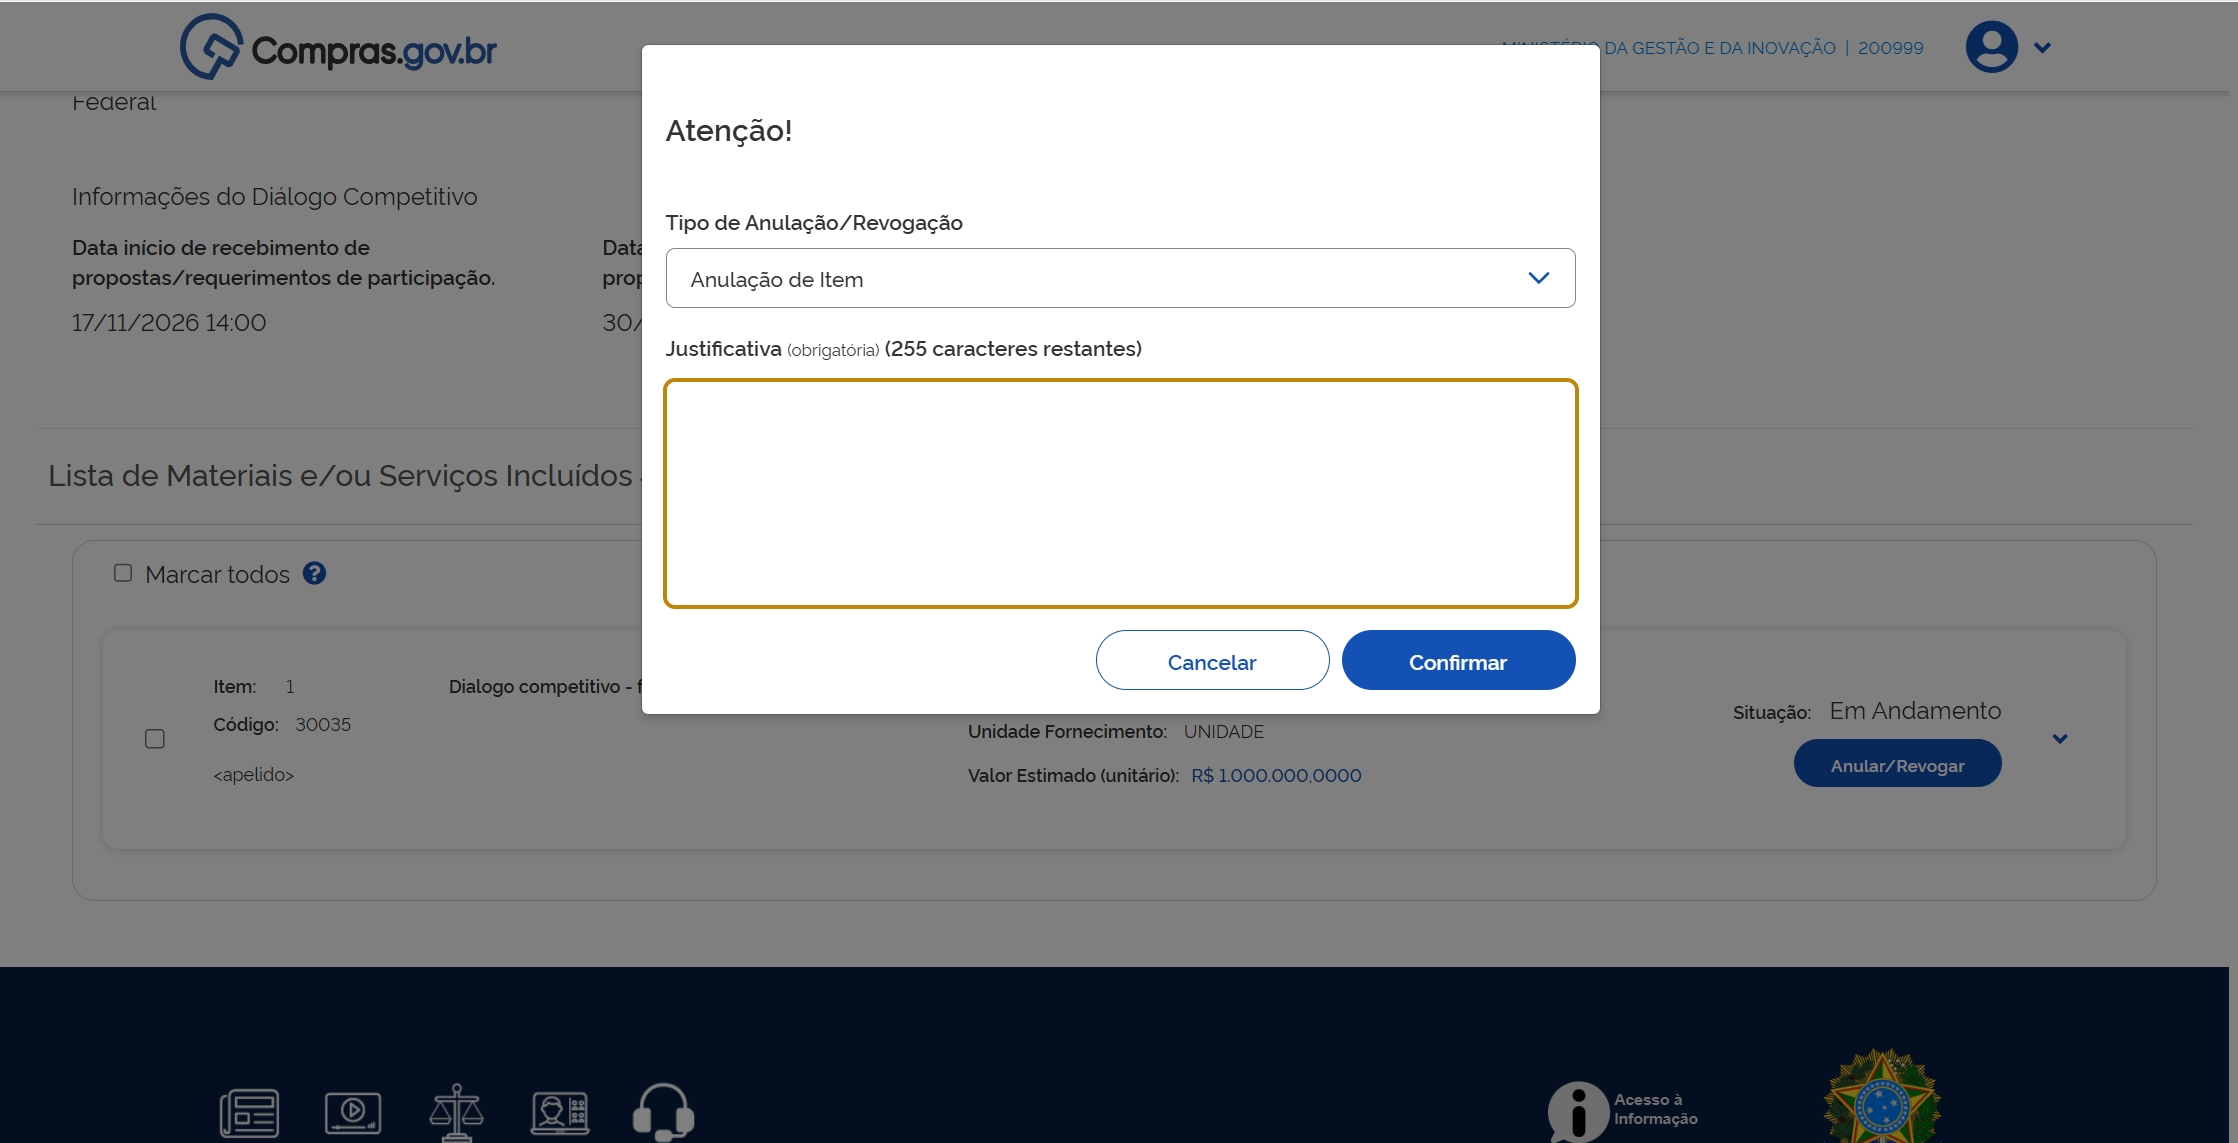 Compras.gov.br
MINISTÉRIO DA GESTÃO E DA INOVAÇÃO | 200999
Federal
Atenção!
Informações do Diálogo Competitivo
Data início de recebimento de
propostas/requerimentos de participação.
17/11/2026 14:00
30/
Tipo de Anulação/Revogação
Anulação de Item
Justificativa (obrigatória) (255 caracteres restantes)
Cancelar
Confirmar
Lista de Materiais e/ou Serviços Incluídos
Marcar todos
Item: 1
Código: 30035
<apelido>
Dialogo competitivo -
Unidade Fornecimento: UNIDADE
Valor Estimado (unitário): R$ 1.000.000,0000
Situação: Em Andamento
Anular/Revogar
Acesso à
Informação